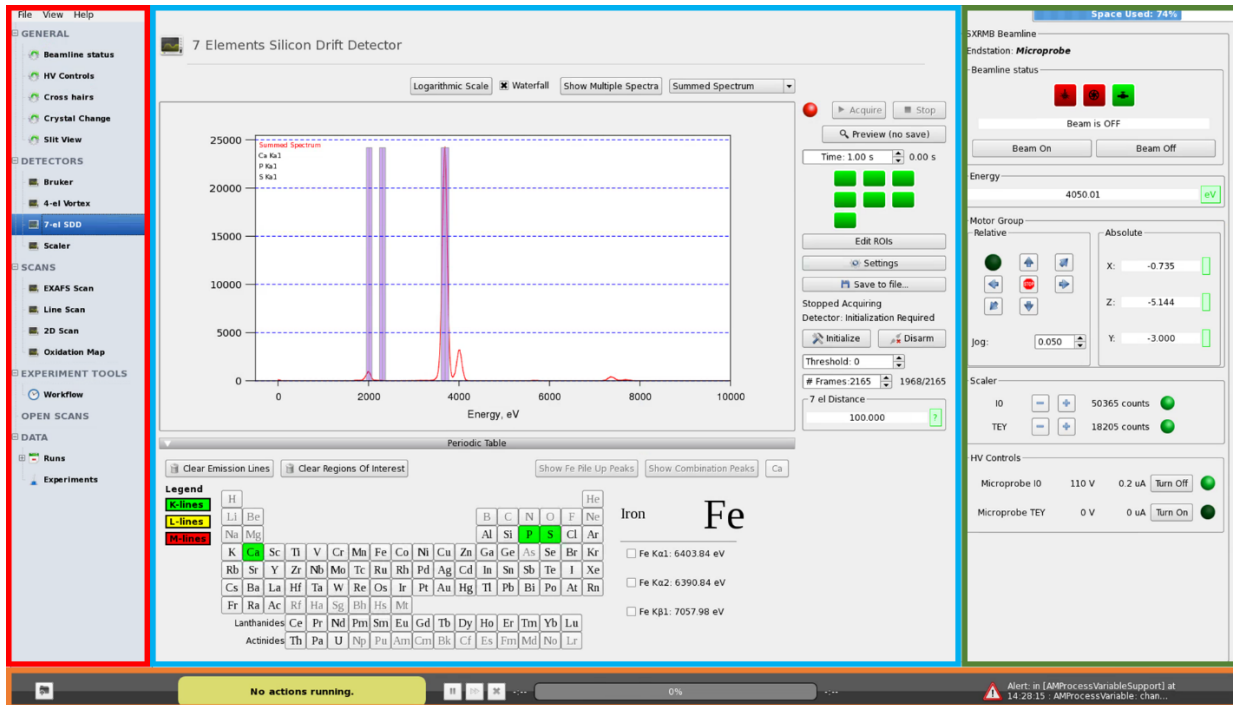 File View Help
GENERAL
Beamline status
HV Controls
Cross hairs
Crystal Change
Slit View
DETECTORS
Bruker
4-el Vortex
7-el SDD
Scaler
SCANS
EXAFS Scan
Line Scan
2D Scan
Oxidation Map
EXPERIMENT TOOLS
Workflow
OPEN SCANS
DATA
Runs
Experiments
7 Elements Silicon Drift Detector
Logarithmic Scale Waterfall Show Multiple Spectra Summed Spectrum
25000
20000
15000
10000
5000
0
Summed Spectrum
Ca Ka1
P Ka1
S Ka1
0 2000 4000 6000 8000 10000
Energy, eV
Acquire Stop
Preview (no save)
Time: 1.00 s 0.00 s
Edit ROIs
Settings
Save to file...
Stopped Acquiring
Detector: Initialization Required
Initialize Disarm
Threshold: 0
# Frames:2165 1968/2165
7 el Distance
100.000 ?
Periodic Table
Clear Emission Lines Clear Regions Of Interest Show Fe Pile Up Peaks Show Combination Peaks Ca
Legend
K-lines
L-lines
M-lines
H He
Li Be B C N O F Ne
Na Mg Al Si P S Cl Ar
K Ca Sc Ti V Cr Mn Fe Co Ni Cu Zn Ga Ge As Se Br Kr
Rb Sr Y Zr Nb Mo Tc Ru Rh Pd Ag Cd In Sn Sb Te I Xe
Cs Ba La Hf Ta W Re Os Ir Pt Au Hg Tl Pb Bi Po At Rn
Fr Ra Ac Rf Ha Sg Bh Hs Mt
Lanthanides Ce Pr Nd Pm Sm Eu Gd Tb Dy Ho Er Tm Yb Lu
Actinides Th Pa U Np Pu Am Cm Bk Cf Es Fm Md No Lr
Iron Fe
Fe Kα1: 6403.84 eV
Fe Kα2: 6390.84 eV
Fe Kβ1: 7057.98 eV
Space Used: 74%
SXRMB Beamline
Endstation: Microprobe
Beamline status
Beam is OFF
Beam On Beam Off
Energy
4050.01 eV
Motor Group
Relative
STOP
Jog: 0.050
Absolute
X: -0.735
Z: -5.144
Y: -3.000
Scaler
I0 50365 counts
TEY 18205 counts
HV Controls
Microprobe I0 110 V 0.2 uA Turn Off
Microprobe TEY 0 V 0 uA Turn On
No actions running. -:-- 0% -:--
Alert: in [AMProcessVariableSupport] at
14:28:15 : AMProcessVariable: chan...